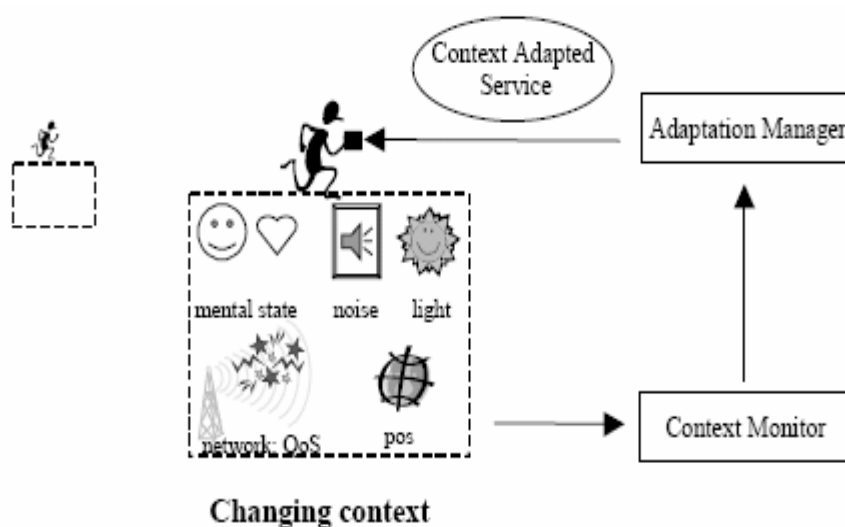 Context Adapted
Service
Adaptation Manager
mental state noise light
network: QoS pos
Context Monitor
Changing context